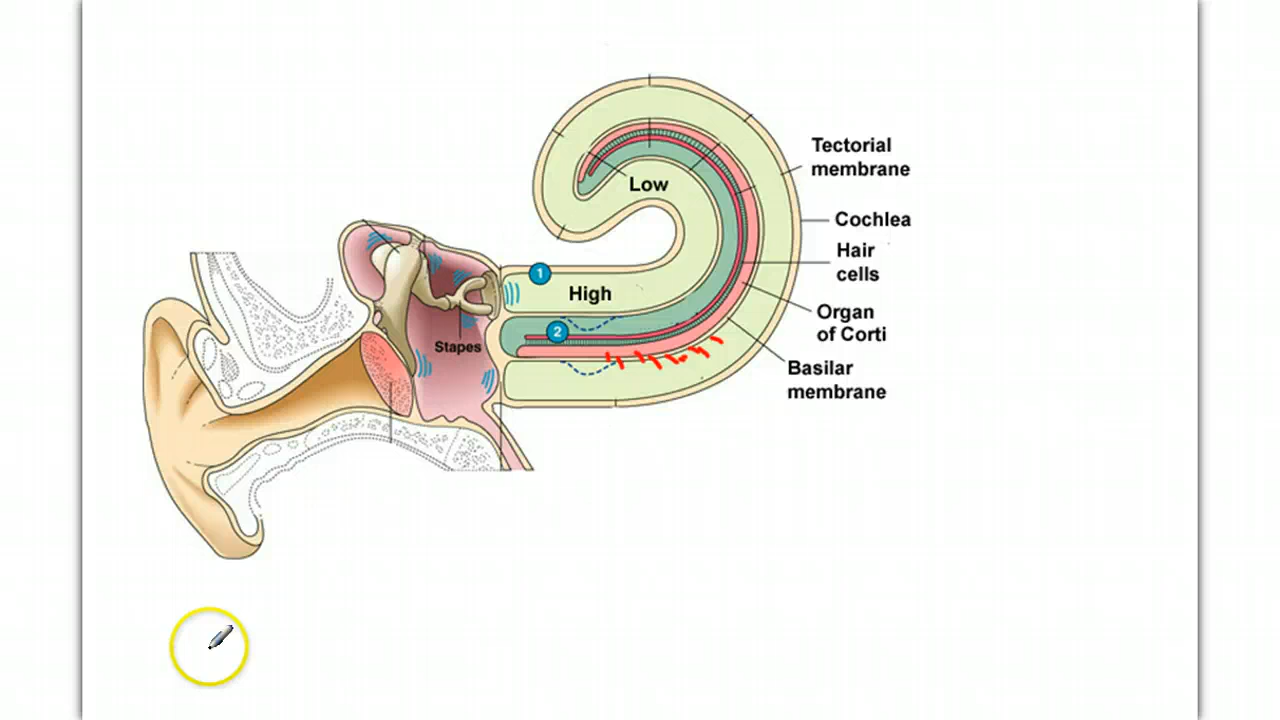 Tectorial
membrane
Low
Cochlea
Hair
cells
1
High
Organ
of Corti
2
Stapes
Basilar
membrane